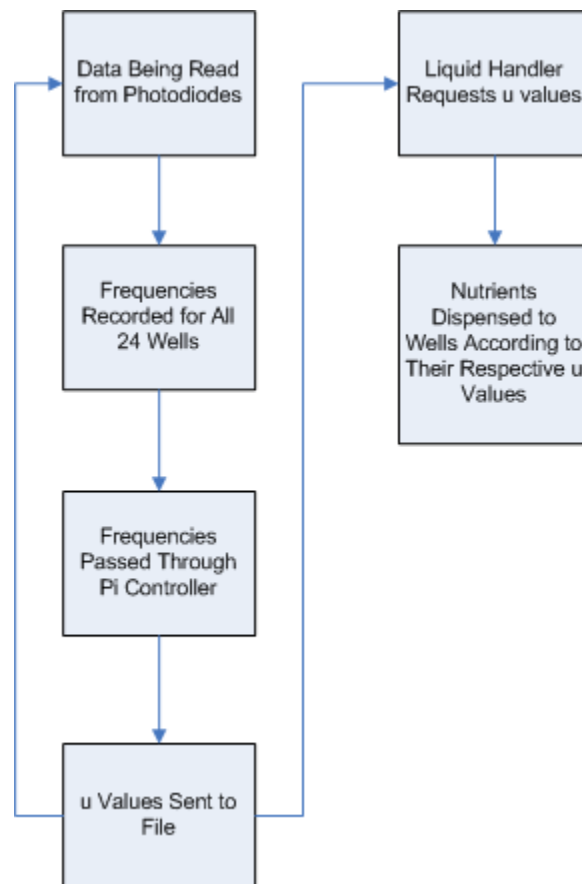 Data Being Read
from Photodiodes
Frequencies
Recorded for All
24 Wells
Frequencies
Passed Through
Pi Controller
u Values Sent to
File
Liquid Handler
Requests u values
Nutrients
Dispensed to
Wells According to
Their Respective u
Values